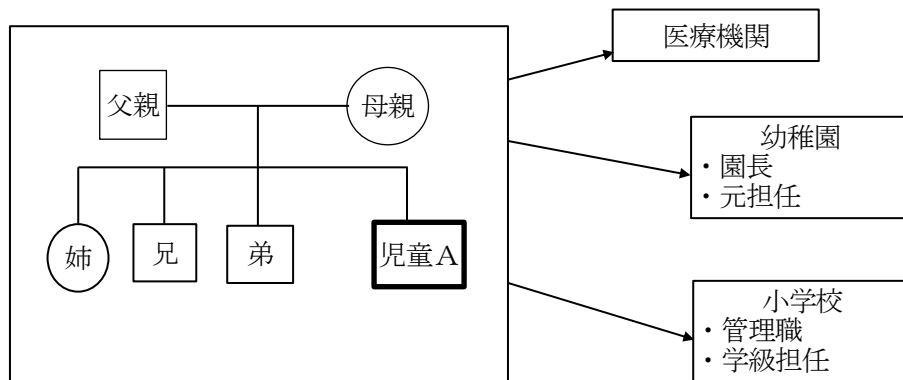 医療機関
父親
母親
幼稚園
・園長
・元担任
姉
兄
弟
児童A
小学校
・管理職
・学級担任